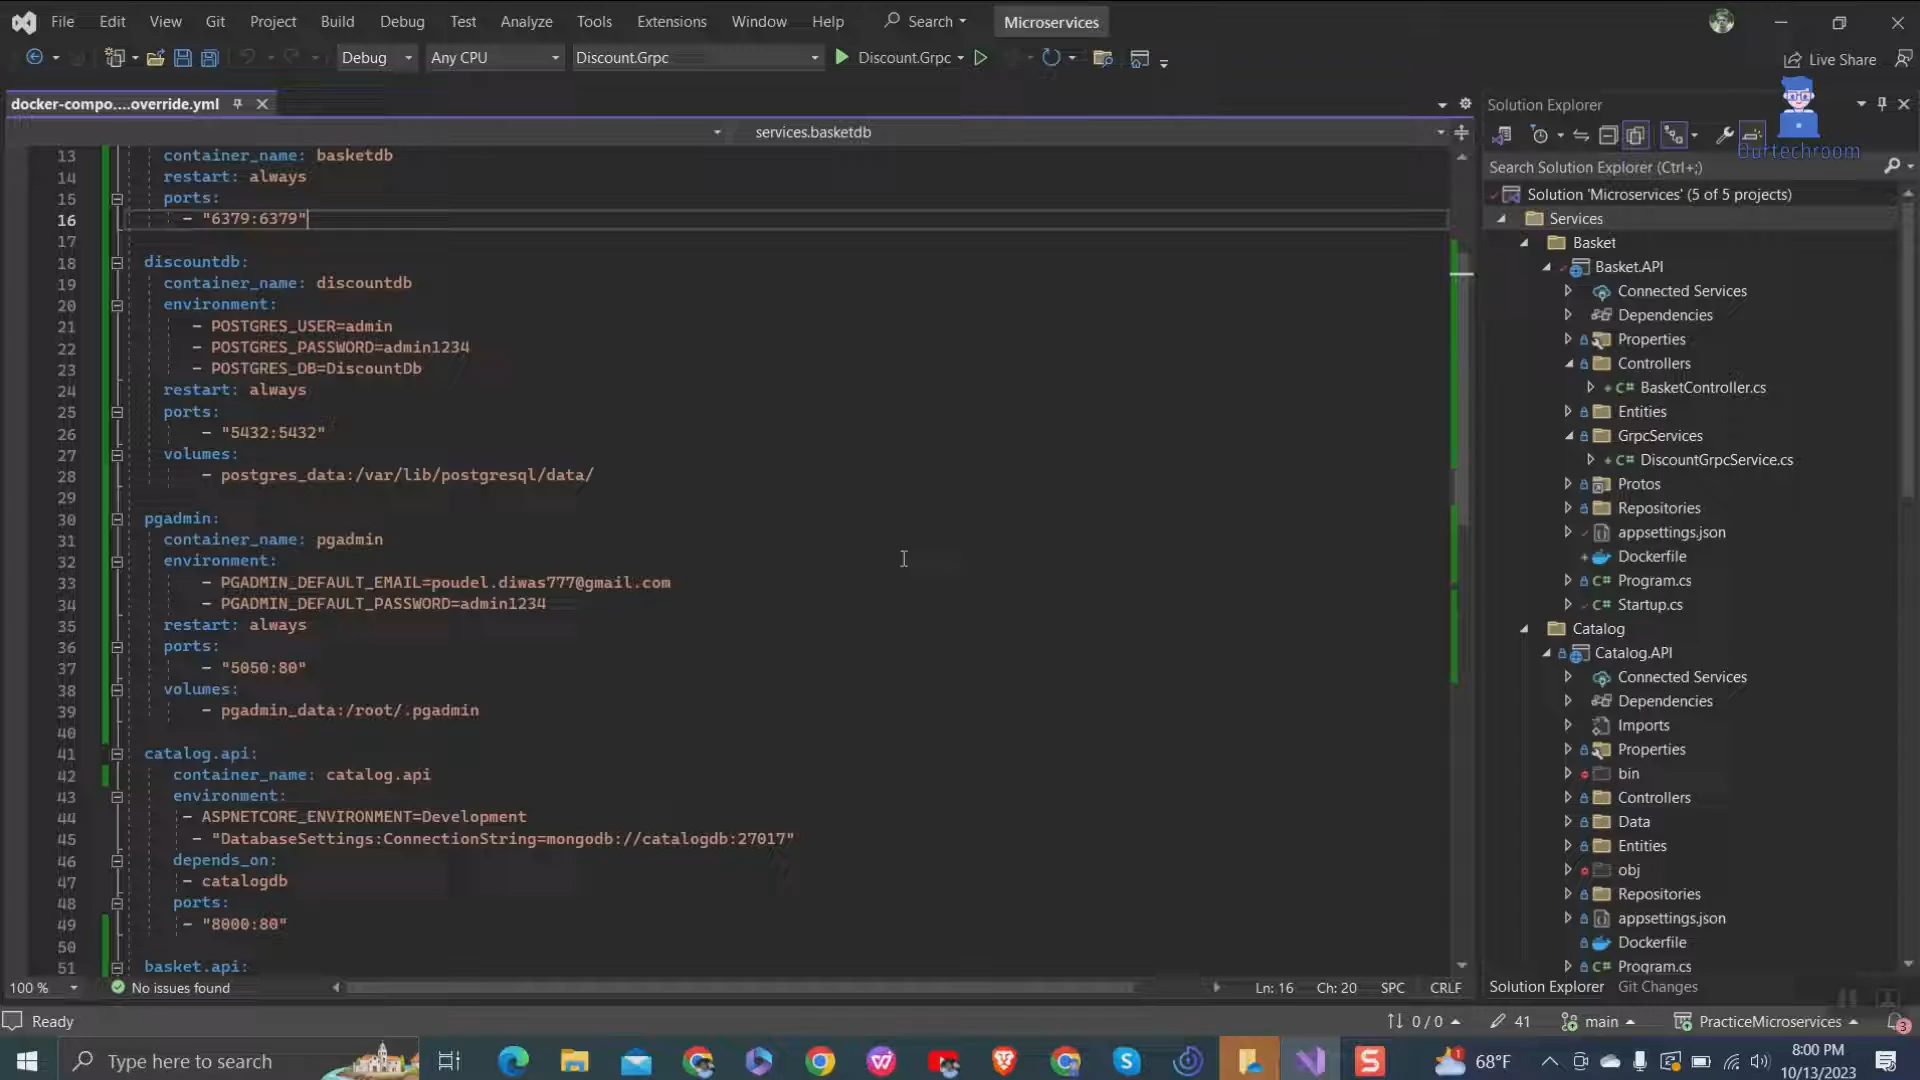 File Edit View Git Project Build Debug Test Analyze Tools Extensions Window Help Search Microservices
Debug Any CPU Discount.Grpc Discount.Grpc Live Share
docker-compo....override.yml
services.basketdb
13 container_name: basketdb
14 restart: always
15 ports:
16 - "6379:6379"
17
18 discountdb:
19 container_name: discountdb
20 environment:
21 - POSTGRES_USER=admin
22 - POSTGRES_PASSWORD=admin1234
23 - POSTGRES_DB=DiscountDb
24 restart: always
25 ports:
26 - "5432:5432"
27 volumes:
28 - postgres_data:/var/lib/postgresql/data/
29
30 pgadmin:
31 container_name: pgadmin
32 environment:
33 - PGADMIN_DEFAULT_EMAIL=poudel.diwas777@gmail.com
34 - PGADMIN_DEFAULT_PASSWORD=admin1234
35 restart: always
36 ports:
37 - "5050:80"
38 volumes:
39 - pgadmin_data:/root/.pgadmin
40
41 catalog.api:
42 container_name: catalog.api
43 environment:
44 - ASPNETCORE_ENVIRONMENT=Development
45 - "DatabaseSettings:ConnectionString=mongodb://catalogdb:27017"
46 depends_on:
47 - catalogdb
48 ports:
49 - "8000:80"
50
51 basket.api:
100 % No issues found Ln: 16 Ch: 20 SPC CRLF
Solution Explorer
Ourtechroom
Search Solution Explorer (Ctrl+;)
Solution 'Microservices' (5 of 5 projects)
Services
Basket
Basket.API
Connected Services
Dependencies
Properties
Controllers
C# BasketController.cs
Entities
GrpcServices
C# DiscountGrpcService.cs
Protos
Repositories
appsettings.json
Dockerfile
C# Program.cs
C# Startup.cs
Catalog
Catalog.API
Connected Services
Dependencies
Imports
Properties
bin
Controllers
Data
Entities
obj
Repositories
appsettings.json
Dockerfile
C# Program.cs
Solution Explorer Git Changes
Ready 0 / 0 41 main PracticeMicroservices 3
Type here to search 1 68°F 8:00 PM
10/13/2023